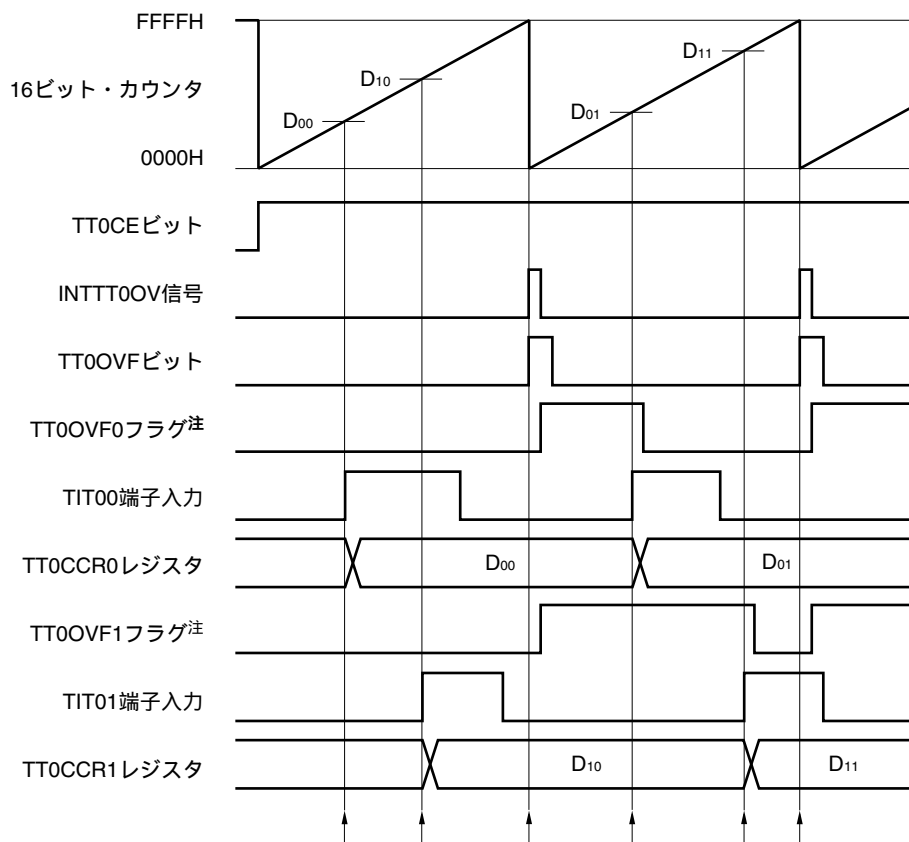 FFFFH
D11
D10
16ビット・カウンタ
D00
D01
0000H
TT0CEビット
INTTT0OV信号
TT0OVFビット
TT0OVF0フラグ注
TIT00端子入力
TT0CCR0レジスタ
D00
D01
TT0OVF1フラグ注
TIT01端子入力
TT0CCR1レジスタ
D10
D11